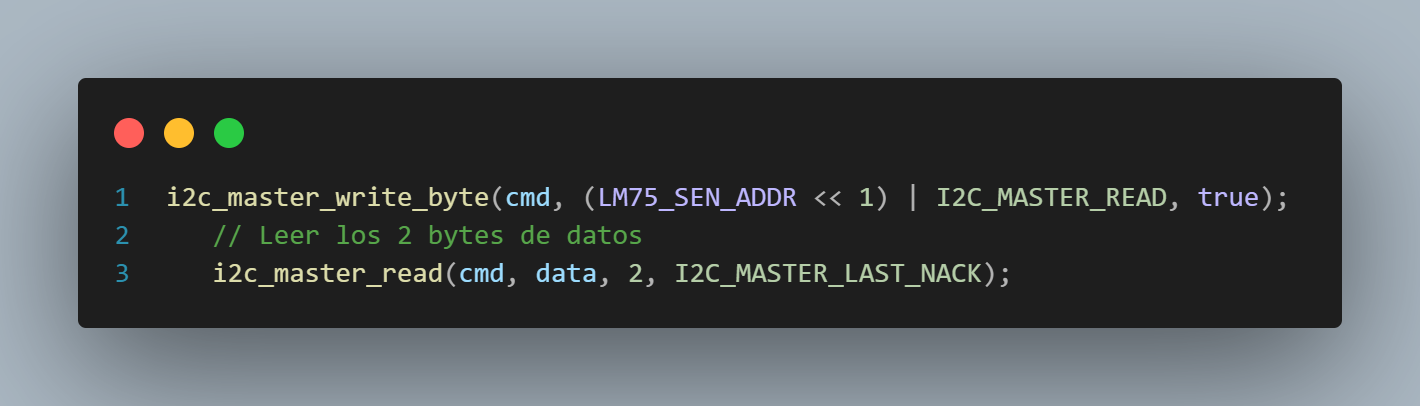 1 i2c_master_write_byte(cmd, (LM75_SEN_ADDR << 1) | I2C_MASTER_READ, true);
2    // Leer los 2 bytes de datos
3    i2c_master_read(cmd, data, 2, I2C_MASTER_LAST_NACK);